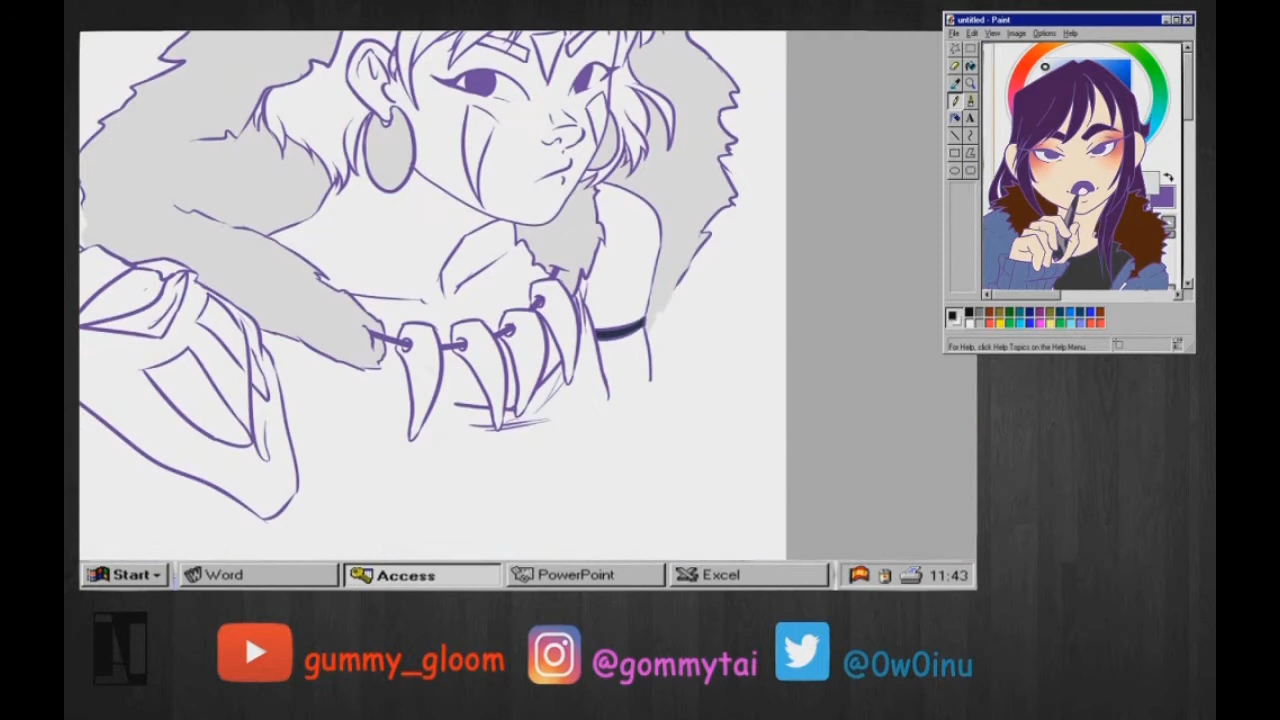 untitled - Paint
File Edit View Image Options Help
For Help, click Help Topics on the Help Menu.
Start Word Access PowerPoint Excel 11:43
gummy_gloom @gommytai @0w0inu